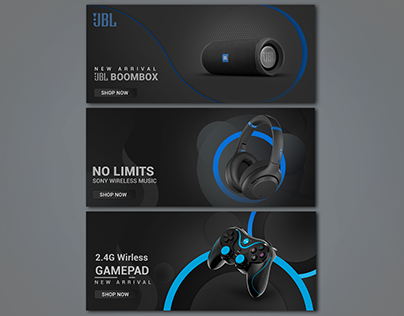 JBL
NEW ARRIVAL
JBL BOOMBOX
SHOP NOW
NO LIMITS
SONY WIRELESS MUSIC
SHOP NOW
2.4G Wirless
GAMEPAD
NEW ARRIVAL
SHOP NOW